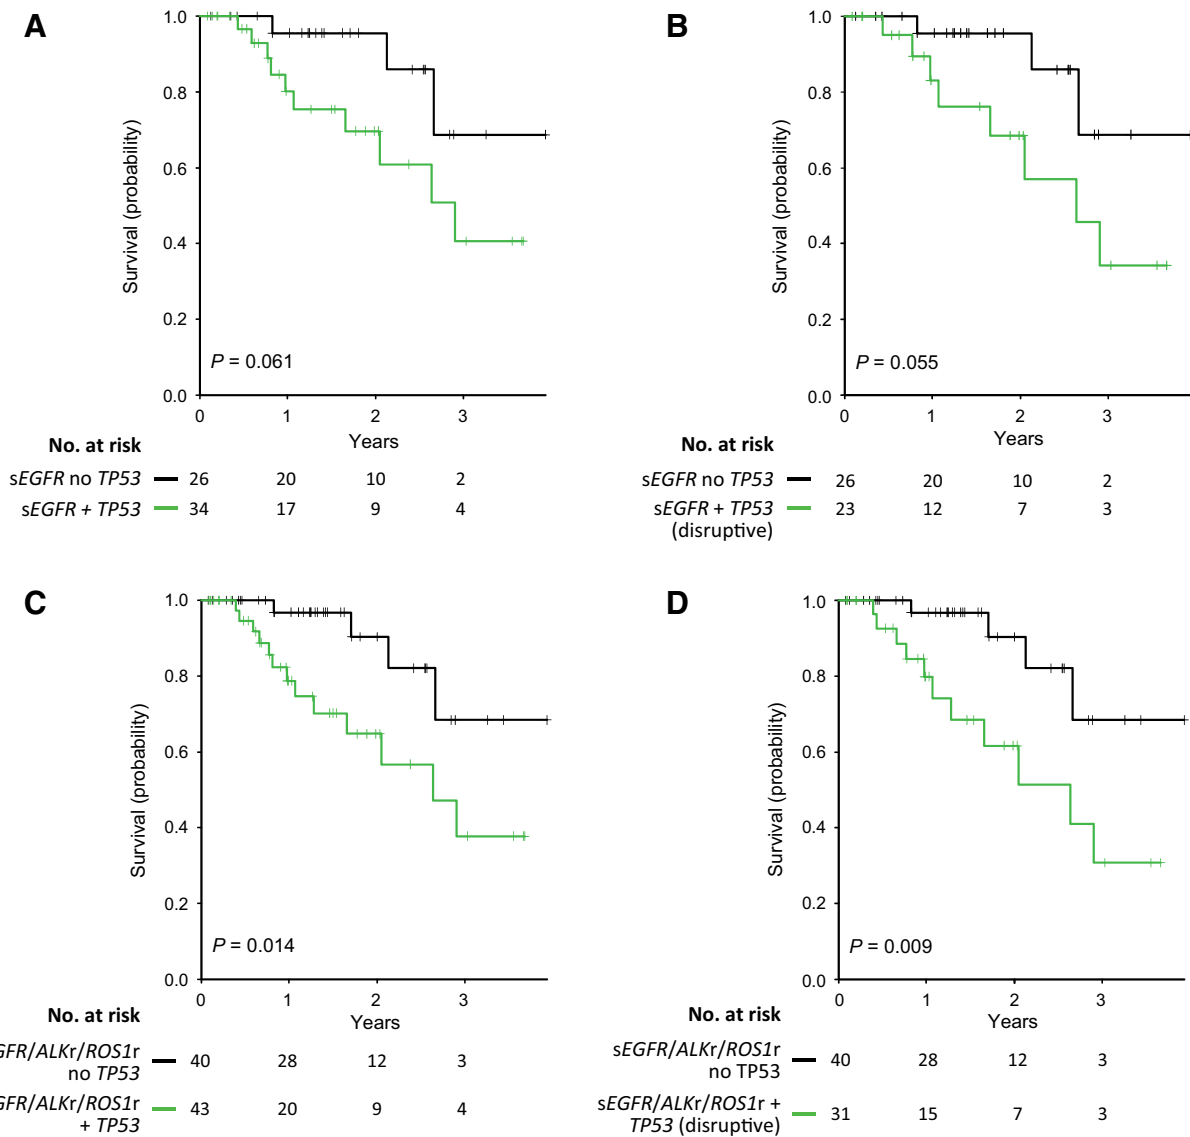 A
1.0
0.8
0.6
0.4
0.2
0.0
Survival (probability)
P = 0.061
0 1 2 3
Years
No. at risk
sEGFR no TP53 26 20 10 2
sEGFR + TP53 34 17 9 4
B
1.0
0.8
0.6
0.4
0.2
0.0
Survival (probability)
P = 0.055
0 1 2 3
Years
No. at risk
sEGFR no TP53 26 20 10 2
sEGFR + TP53 23 12 7 3
(disruptive)
C
1.0
0.8
0.6
0.4
0.2
0.0
Survival (probability)
P = 0.014
0 1 2 3
Years
No. at risk
GFR/ALKr/ROS1r
no TP53 40 28 12 3
GFR/ALKr/ROS1r
+ TP53 43 20 9 4
D
1.0
0.8
0.6
0.4
0.2
0.0
Survival (probability)
P = 0.009
0 1 2 3
Years
No. at risk
sEGFR/ALKr/ROS1r
no TP53 40 28 12 3
sEGFR/ALKr/ROS1r +
TP53 (disruptive) 31 15 7 3